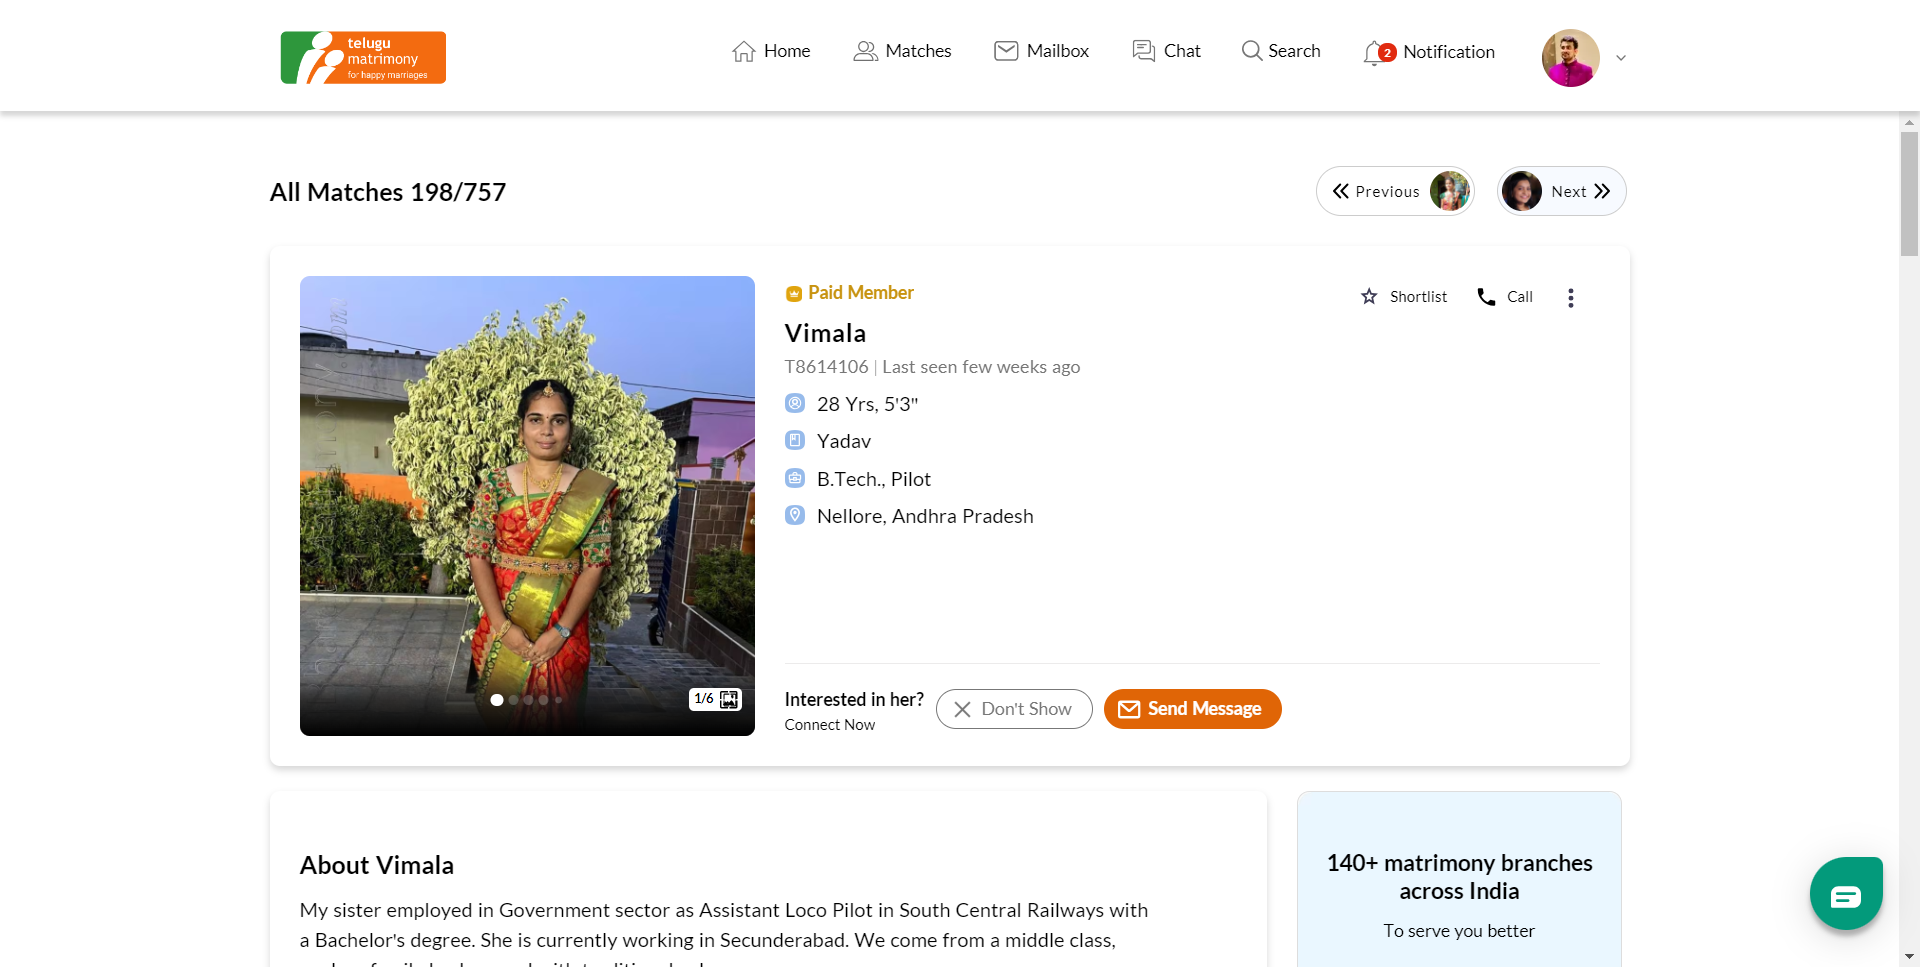 telugu
matrimony
for happy marriages
Home
Matches
Mailbox
Chat
Search
2
Notification
All Matches 198/757
Previous
Next
Paid Member
Shortlist
Call
Vimala
T8614106 | Last seen few weeks ago
28 Yrs, 5'3"
Yadav
B.Tech., Pilot
Nellore, Andhra Pradesh
1/6
Interested in her?
Connect Now
Don't Show
Send Message
About Vimala
My sister employed in Government sector as Assistant Loco Pilot in South Central Railways with
a Bachelor's degree. She is currently working in Secunderabad. We come from a middle class,
140+ matrimony branches
across India
To serve you better